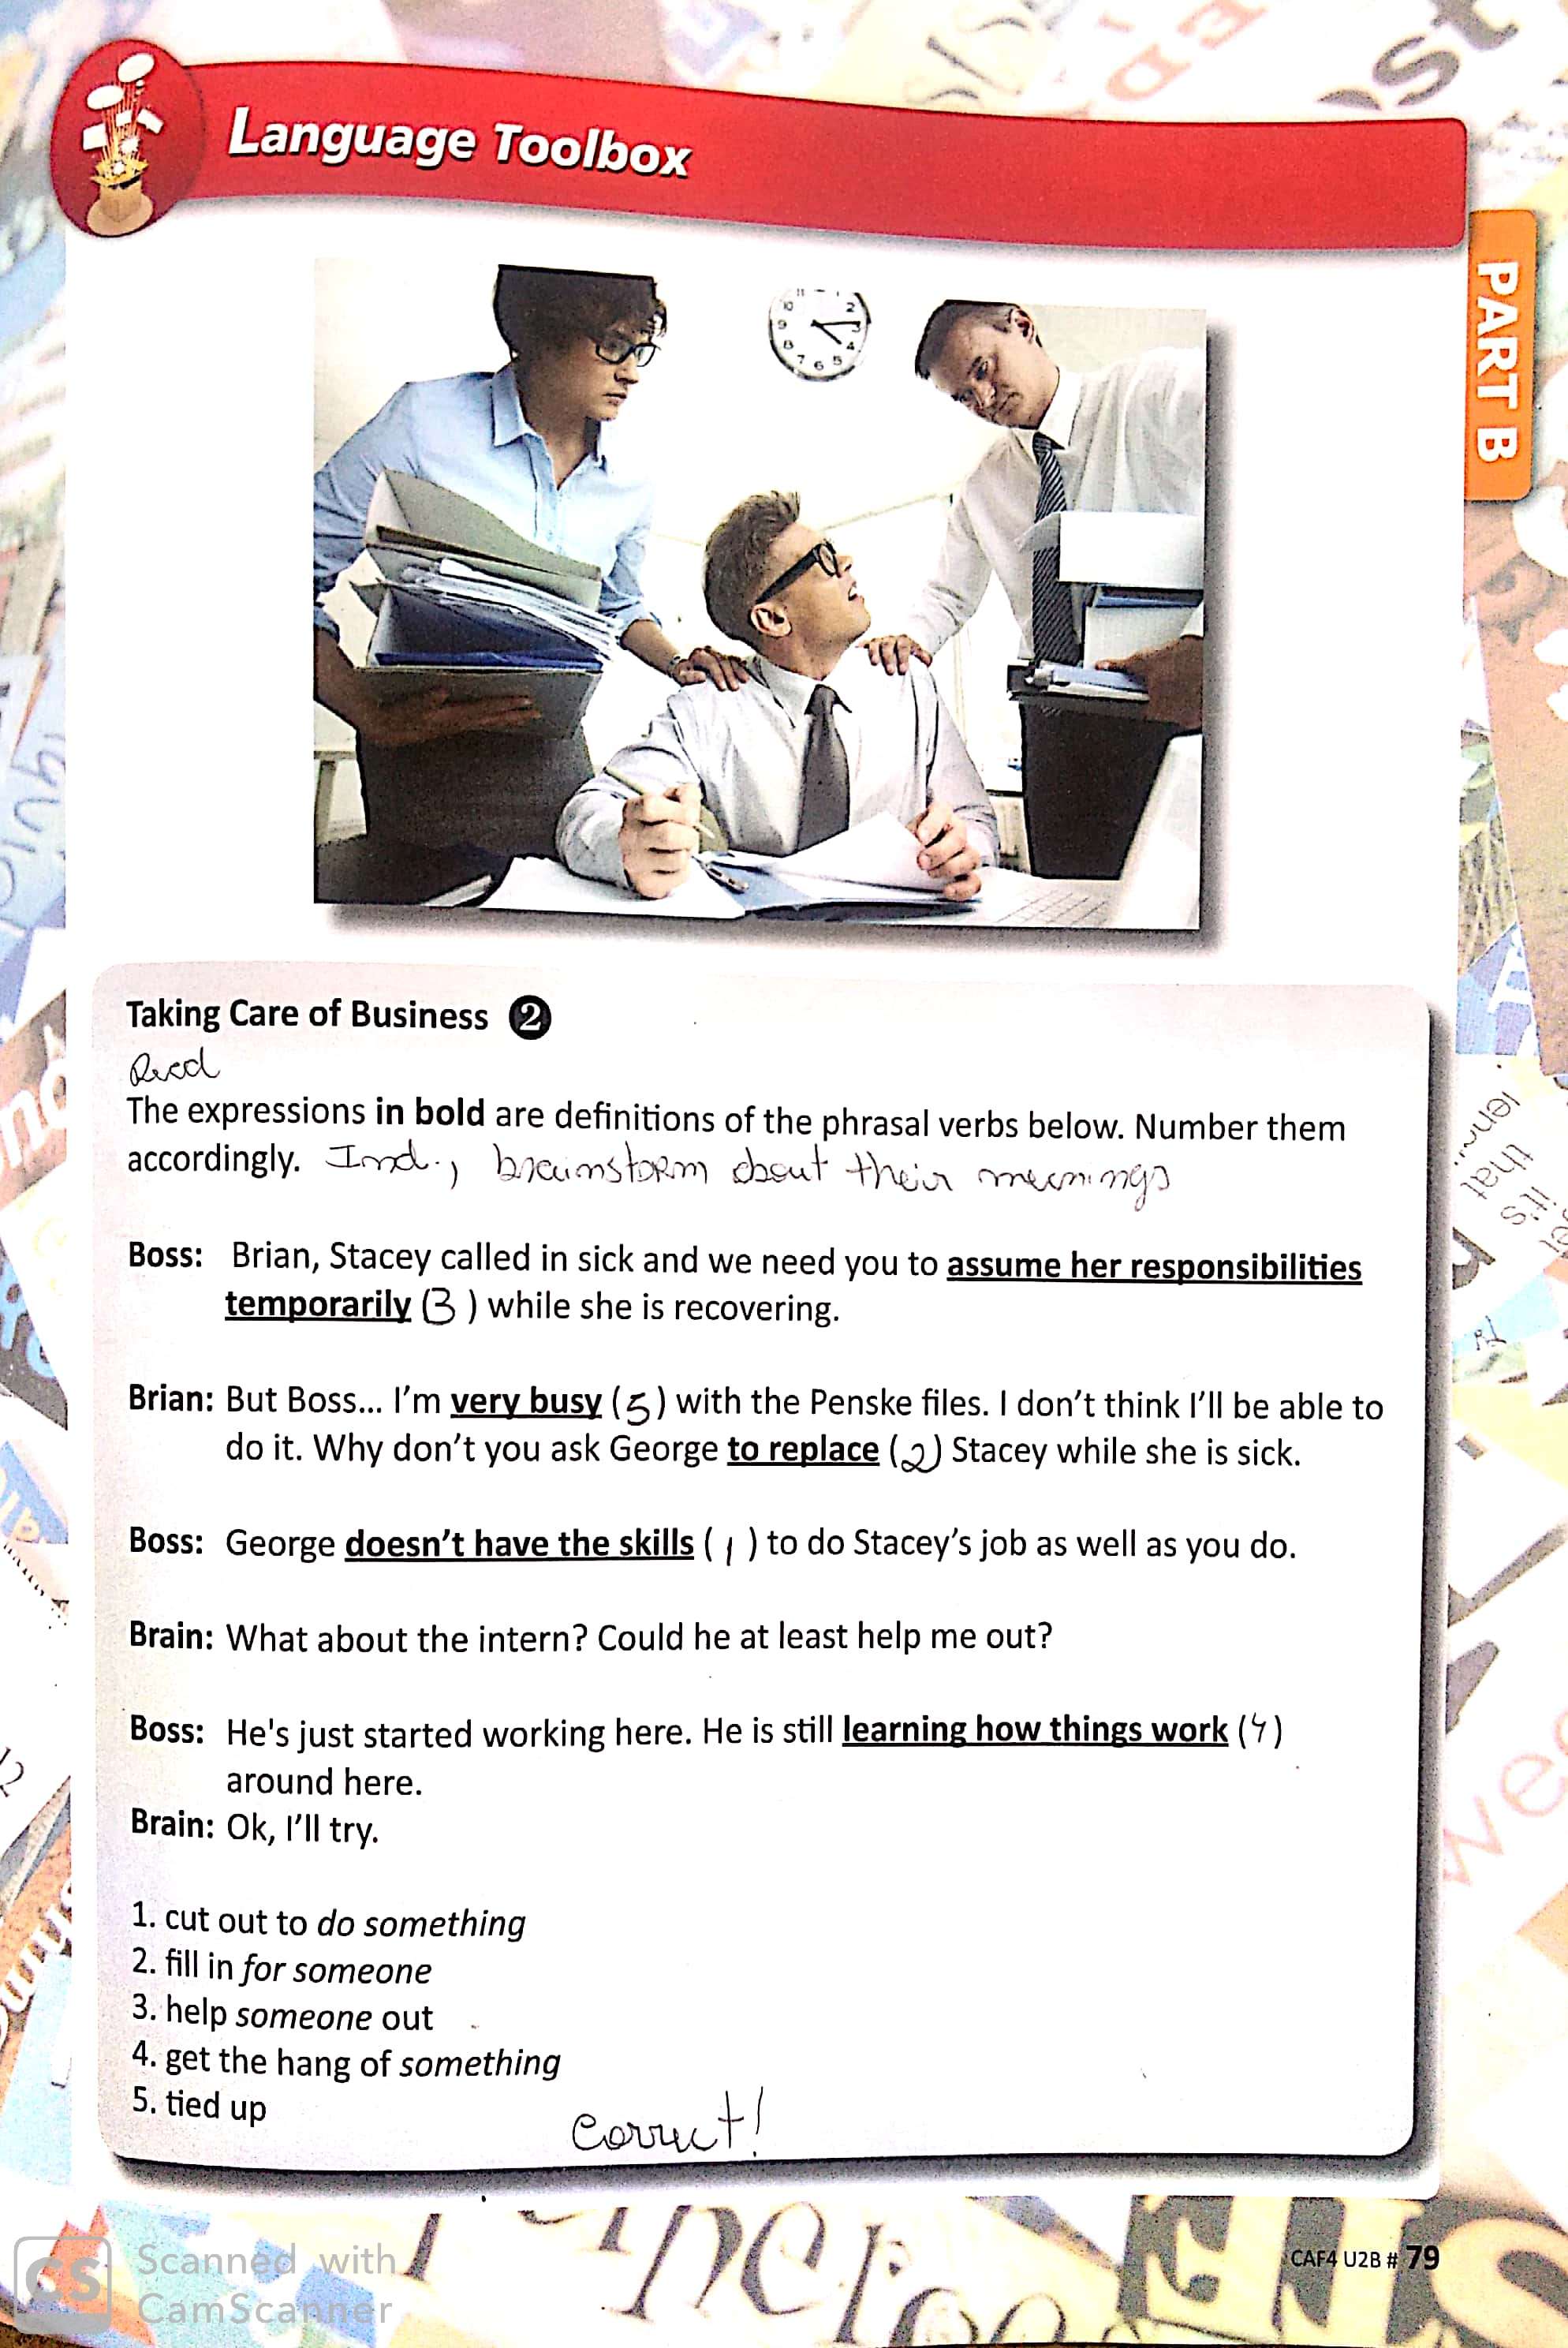 Language Toolbox
PART B
Taking Care of Business 2
Read
The expressions in bold are definitions of the phrasal verbs below. Number them
accordingly. Ind., brainstorm about their meanings
Boss: Brian, Stacey called in sick and we need you to assume her responsibilities
temporarily (3) while she is recovering.
Brian: But Boss... I'm very busy (5) with the Penske files. I don't think I'll be able to
do it. Why don't you ask George to replace (2) Stacey while she is sick.
Boss: George doesn't have the skills (1) to do Stacey's job as well as you do.
Brain: What about the intern? Could he at least help me out?
Boss: He's just started working here. He is still learning how things work (4)
around here.
Brain: Ok, I'll try.
1. cut out to do something
2. fill in for someone
3. help someone out
4. get the hang of something
5. tied up
Correct!
CAF4 U2B # 79
CS Scanned with
CamScanner